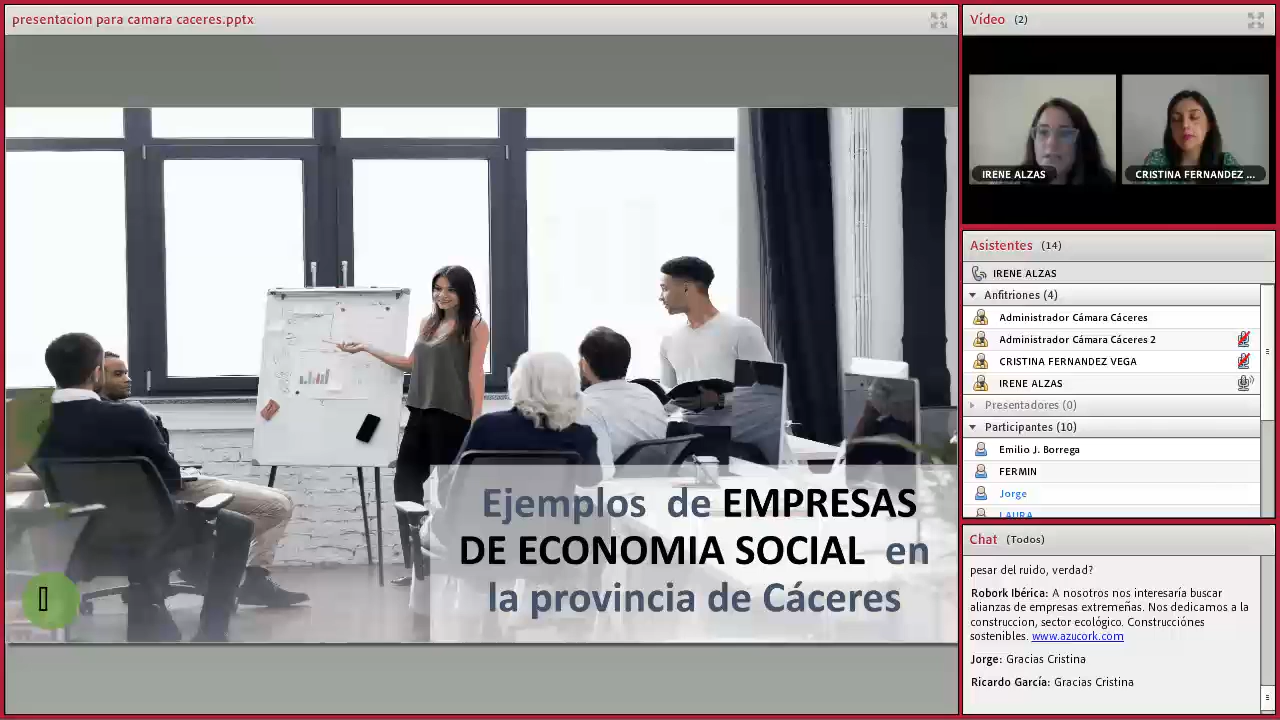 presentacion para camara caceres.pptx
Ejemplos de EMPRESAS
DE ECONOMIA SOCIAL en
la provincia de Cáceres
Vídeo (2)
IRENE ALZAS
CRISTINA FERNANDEZ ...
Asistentes (14)
IRENE ALZAS
Anfitriones (4)
Administrador Cámara Cáceres
Administrador Cámara Cáceres 2
CRISTINA FERNANDEZ VEGA
IRENE ALZAS
Presentadores (0)
Participantes (10)
Emilio J. Borrega
FERMIN
Jorge
LAURA
Chat (Todos)
pesar del ruido, verdad?
Robork Ibérica: A nosotros nos interesaría buscar
alianzas de empresas extremeñas. Nos dedicamos a la
construccion, sector ecológico. Construcciónes
sostenibles. www.azucork.com
Jorge: Gracias Cristina
Ricardo García: Gracias Cristina